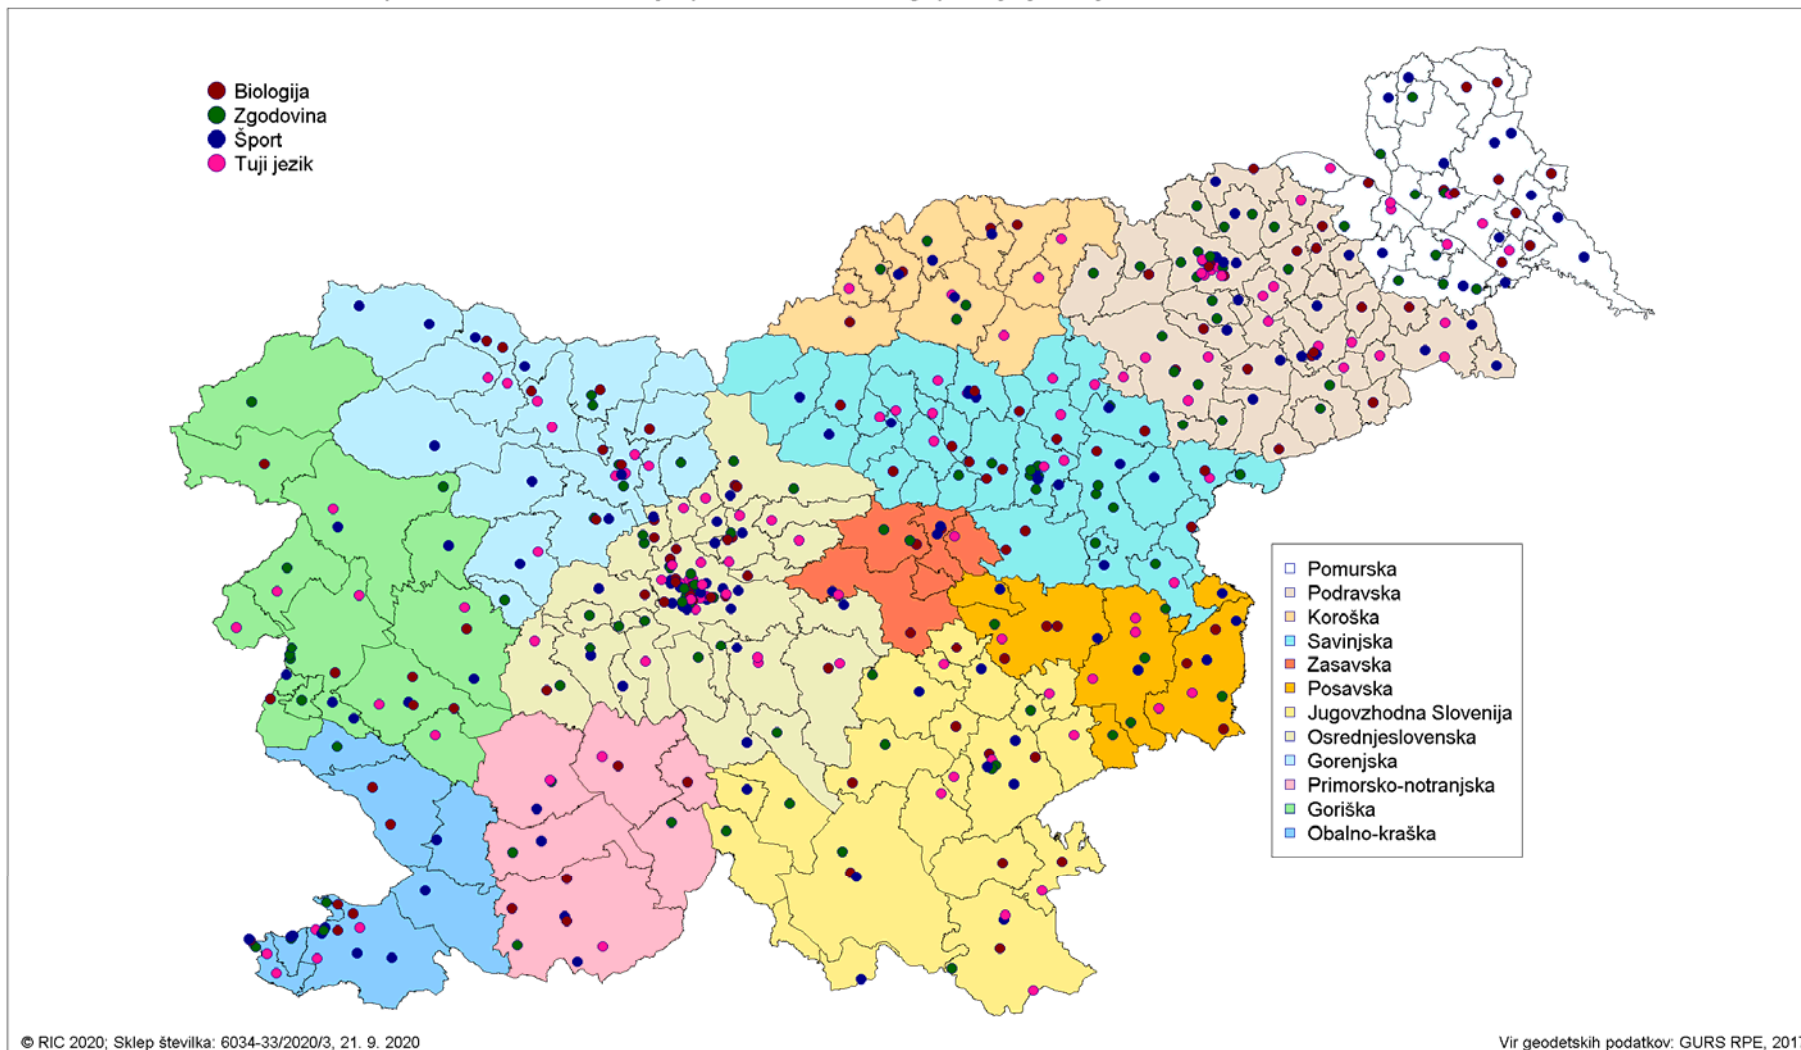 Biologija
Zgodovina
Šport
Tuji jezik
Pomurska
Podravska
Koroška
Savinjska
Zasavska
Posavska
Jugovzhodna Slovenija
Osrednjeslovenska
Gorenjska
Primorsko-notranjska
Goriška
Obalno-kraška
© RIC 2020; Sklep številka: 6034-33/2020/3, 21. 9. 2020
Vir geodetskih podatkov: GURS RPE, 2017